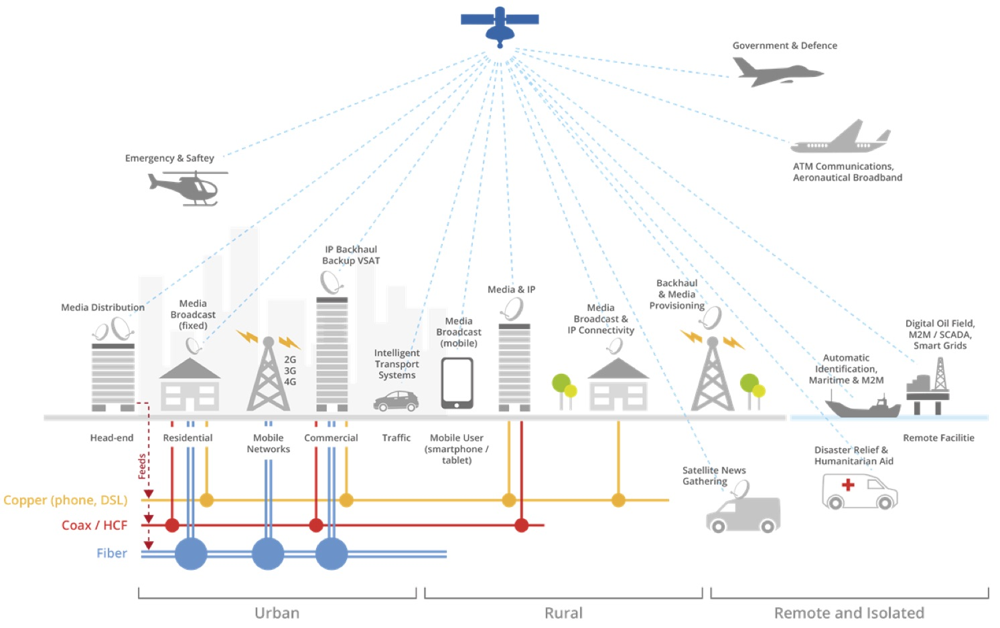 Government & Defence
ATM Communications,
Aeronautical Broadband
Emergency & Saftey
IP Backhaul
Backup VSAT
Media Distribution
Media
Broadcast
(fixed)
2G
3G
4G
Intelligent
Transport
Systems
Media
Broadcast
(mobile)
Media & IP
Media
Broadcast &
IP Connectivity
Backhaul
& Media
Provisioning
Automatic
Identification,
Maritime & M2M
Digital Oil Field,
M2M / SCADA,
Smart Grids
Head-end
Residential
Mobile
Networks
Commercial
Traffic
Mobile User
(smartphone /
tablet)
Remote Facilitie
Satellite News
Gathering
Disaster Relief &
Humanitarian Aid
Feeds
Copper (phone, DSL)
Coax / HCF
Fiber
Urban
Rural
Remote and Isolated